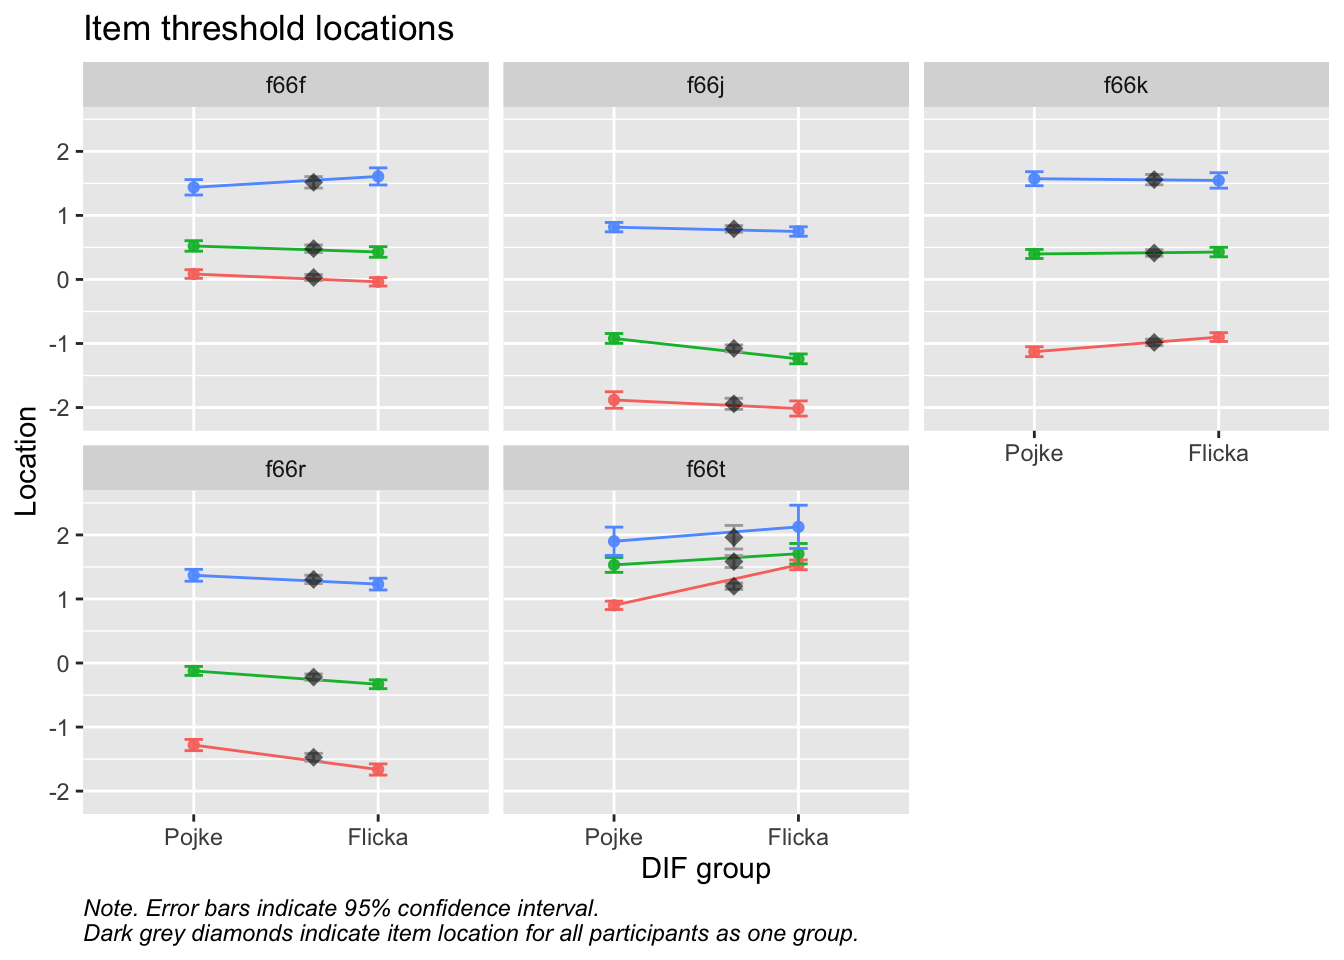 Item threshold locations
f66f
f66j
f66k
2
1
0
-1
-2
Pojke
Flicka
Location
f66r
f66t
2
1
0
-1
-2
Pojke
Flicka
Pojke
Flicka
DIF group
Note. Error bars indicate 95% confidence interval.
Dark grey diamonds indicate item location for all participants as one group.